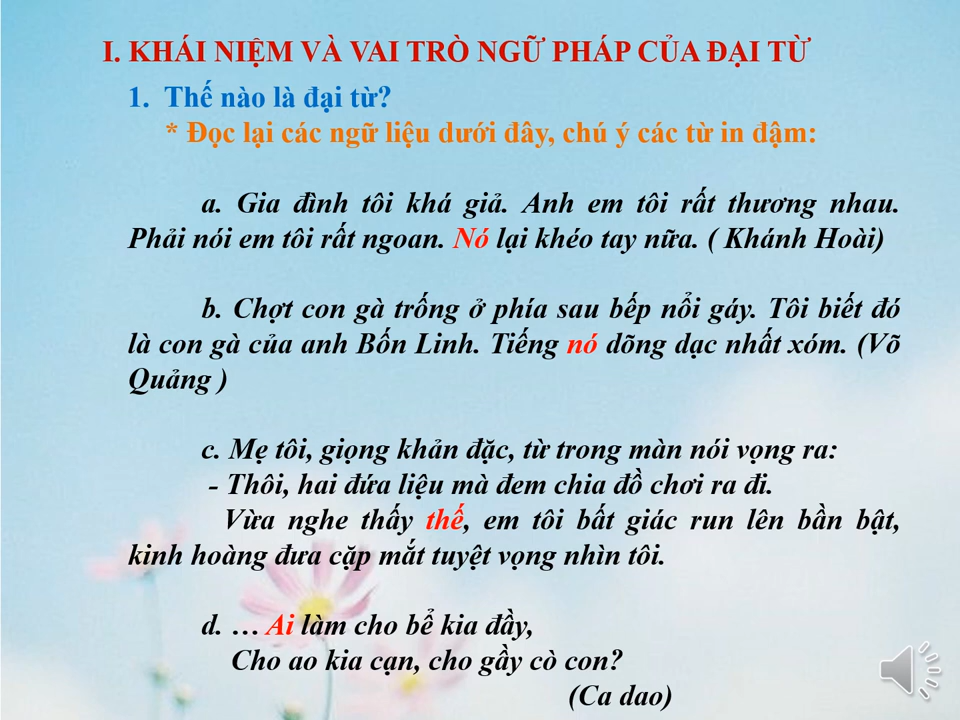 I. KHÁI NIỆM VÀ VAI TRÒ NGỮ PHÁP CỦA ĐẠI TỪ
1. Thế nào là đại từ?
* Đọc lại các ngữ liệu dưới đây, chú ý các từ in đậm:
a. Gia đình tôi khá giả. Anh em tôi rất thương nhau.
Phải nói em tôi rất ngoan. Nó lại khéo tay nữa. ( Khánh Hoài)
b. Chợt con gà trống ở phía sau bếp nổi gáy. Tôi biết đó
là con gà của anh Bốn Linh. Tiếng nó dõng dạc nhất xóm. (Võ
Quảng )
c. Mẹ tôi, giọng khản đặc, từ trong màn nói vọng ra:
- Thôi, hai đứa liệu mà đem chia đồ chơi ra đi.
Vừa nghe thấy thế, em tôi bất giác run lên bần bật,
kinh hoàng đưa cặp mắt tuyệt vọng nhìn tôi.
d. … Ai làm cho bể kia đầy,
Cho ao kia cạn, cho gầy cò con?
(Ca dao)